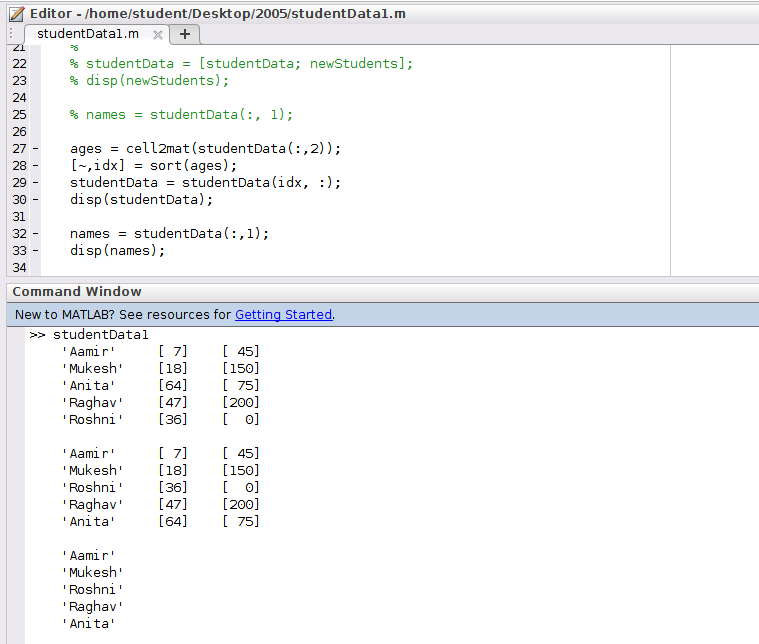 Editor - /home/student/Desktop/2005/studentData1.m
studentData1.m × +
21 %
22 % studentData = [studentData; newStudents];
23 % disp(newStudents);
24
25 % names = studentData(:, 1);
26
27 - ages = cell2mat(studentData(:,2));
28 - [~,idx] = sort(ages);
29 - studentData = studentData(idx, :);
30 - disp(studentData);
31
32 - names = studentData(:,1);
33 - disp(names);
34
Command Window
New to MATLAB? See resources for Getting Started.
>> studentData1
'Aamir' [ 7] [ 45]
'Mukesh' [18] [150]
'Anita' [64] [ 75]
'Raghav' [47] [200]
'Roshni' [36] [ 0]
'Aamir' [ 7] [ 45]
'Mukesh' [18] [150]
'Roshni' [36] [ 0]
'Raghav' [47] [200]
'Anita' [64] [ 75]
'Aamir'
'Mukesh'
'Roshni'
'Raghav'
'Anita'